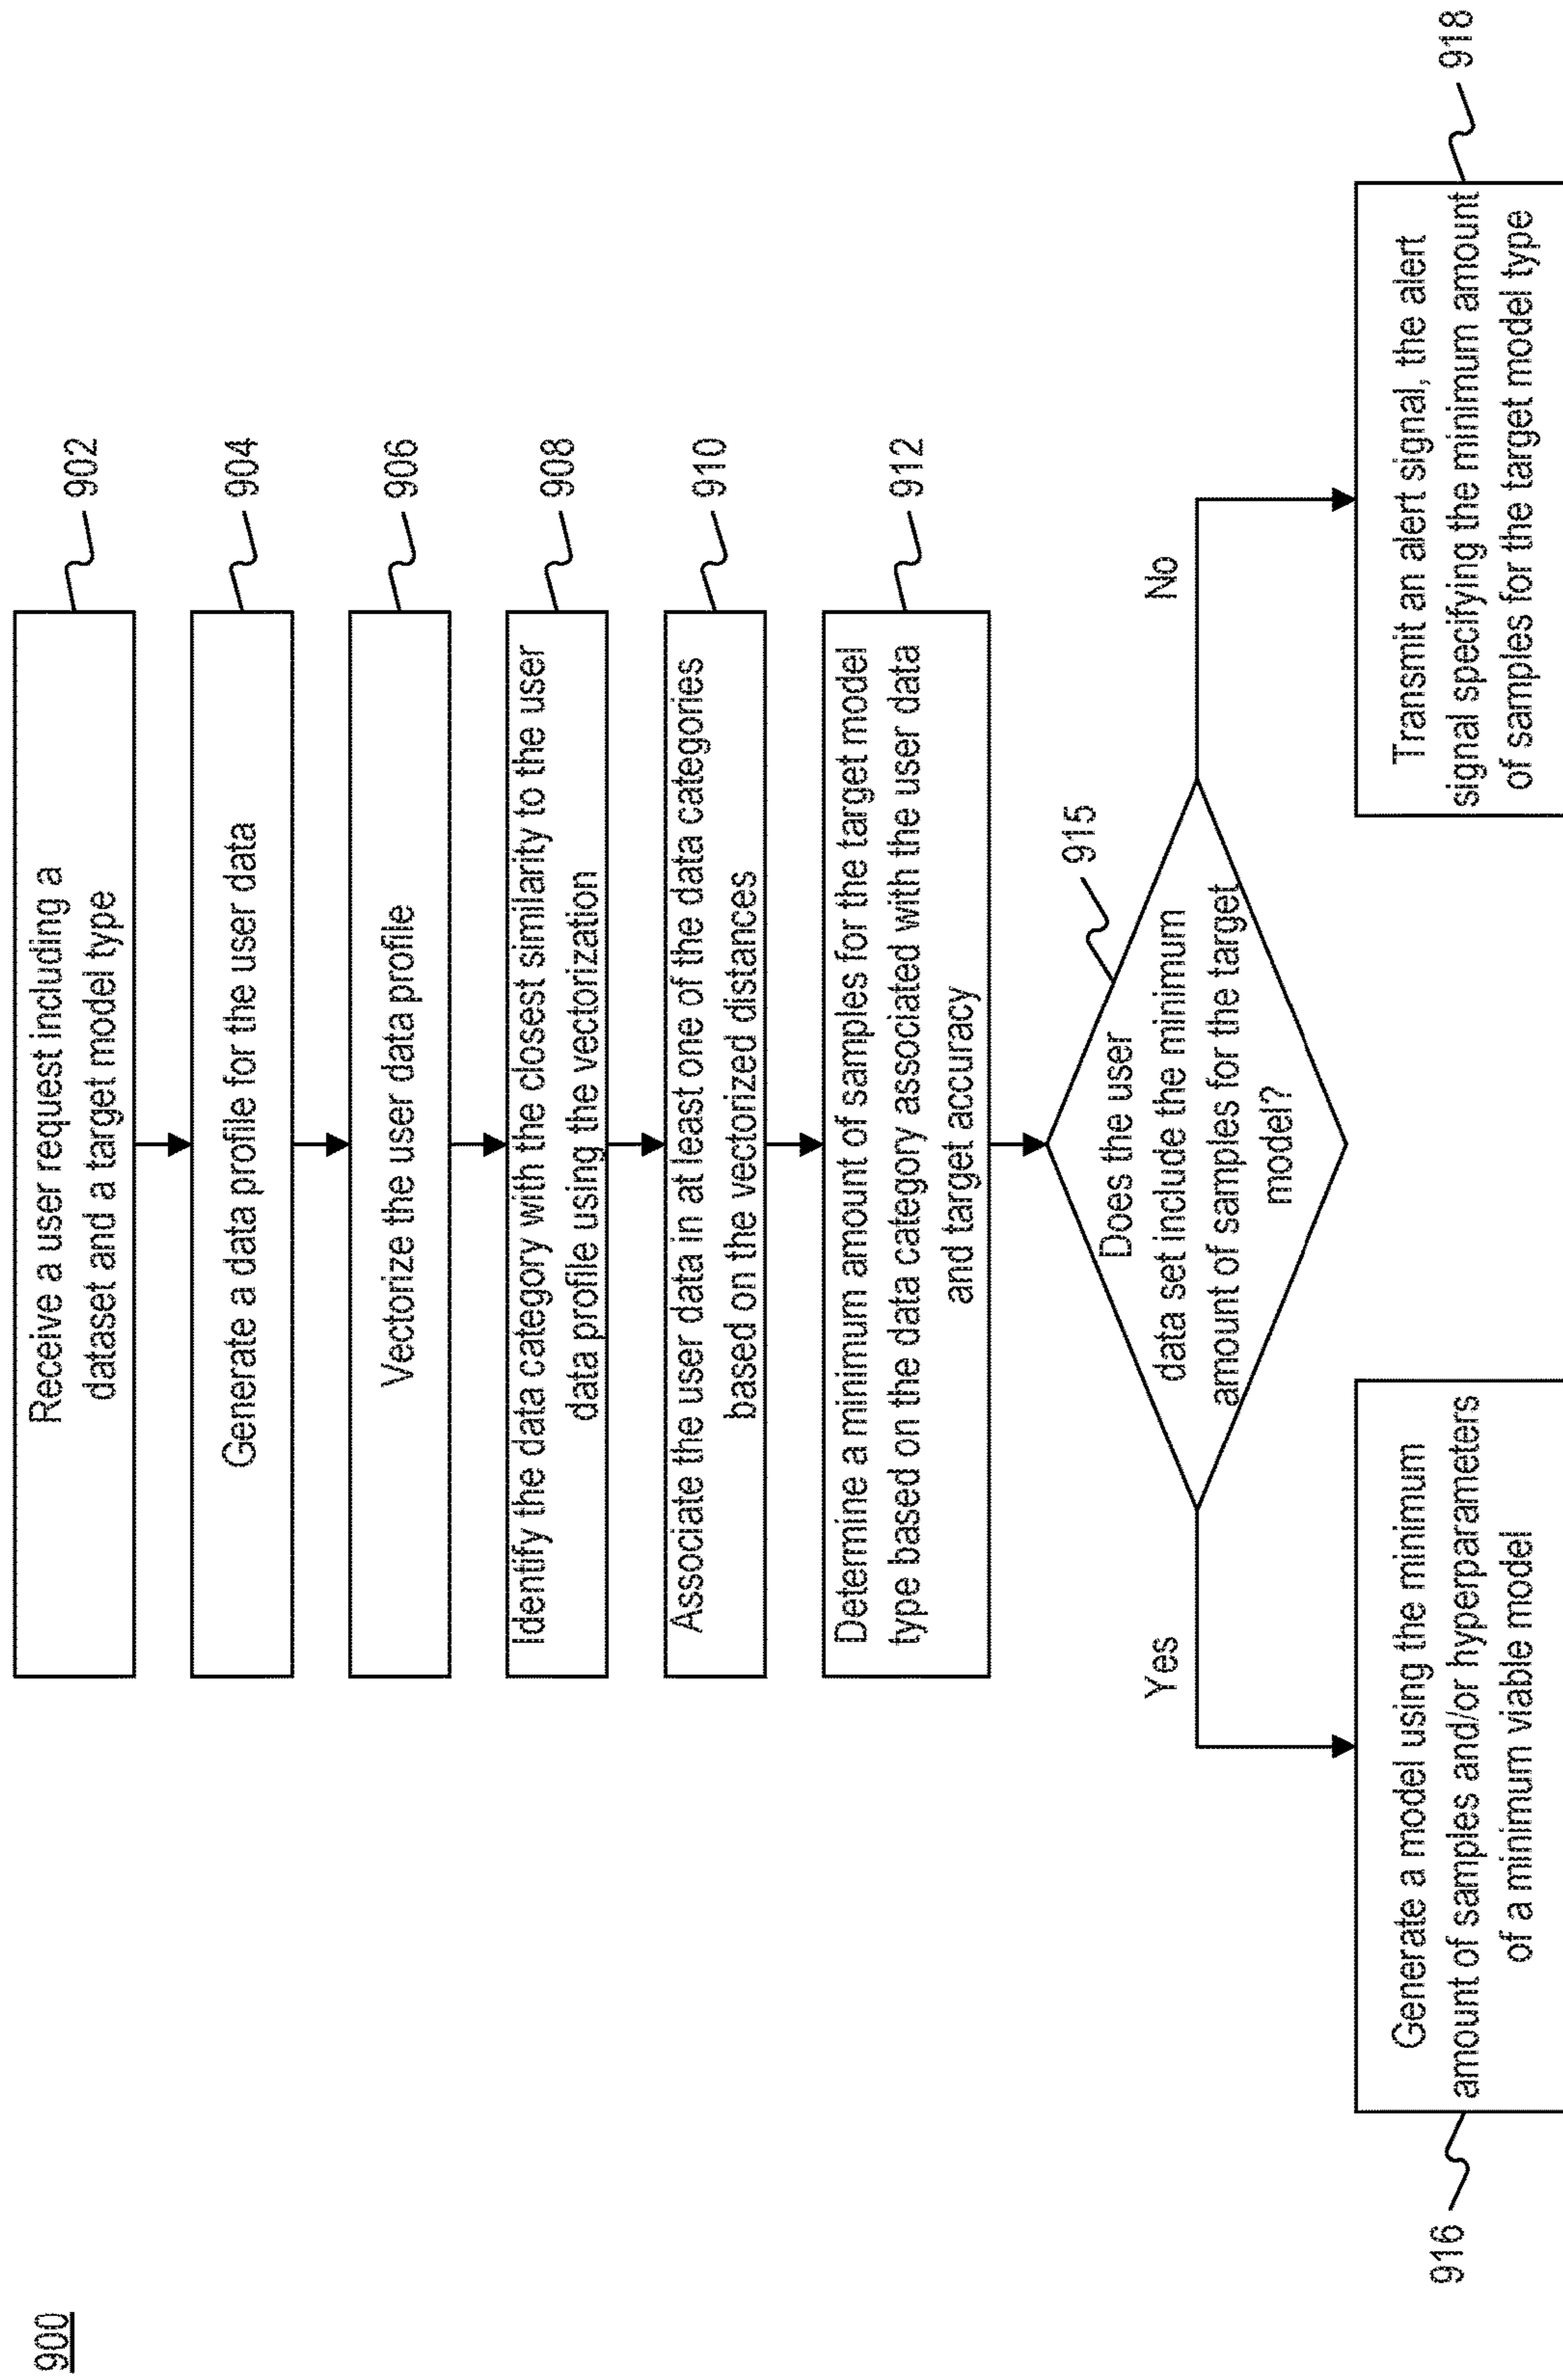 900
Receive a user request including a
dataset and a target model type
902
Generate a data profile for the user data
904
Vectorize the user data profile
906
Identify the data category with the closest similarity to the user
data profile using the vectorization
908
Associate the user data in at least one of the data categories
based on the vectorized distances
910
Determine a minimum amount of samples for the target model
type based on the data category associated with the user data
and target accuracy
912
Does the user
data set include the minimum
amount of samples for the target
model?
915
Yes
No
Generate a model using the minimum
amount of samples and/or hyperparameters
of a minimum viable model
916
Transmit an alert signal, the alert
signal specifying the minimum amount
of samples for the target model type
918